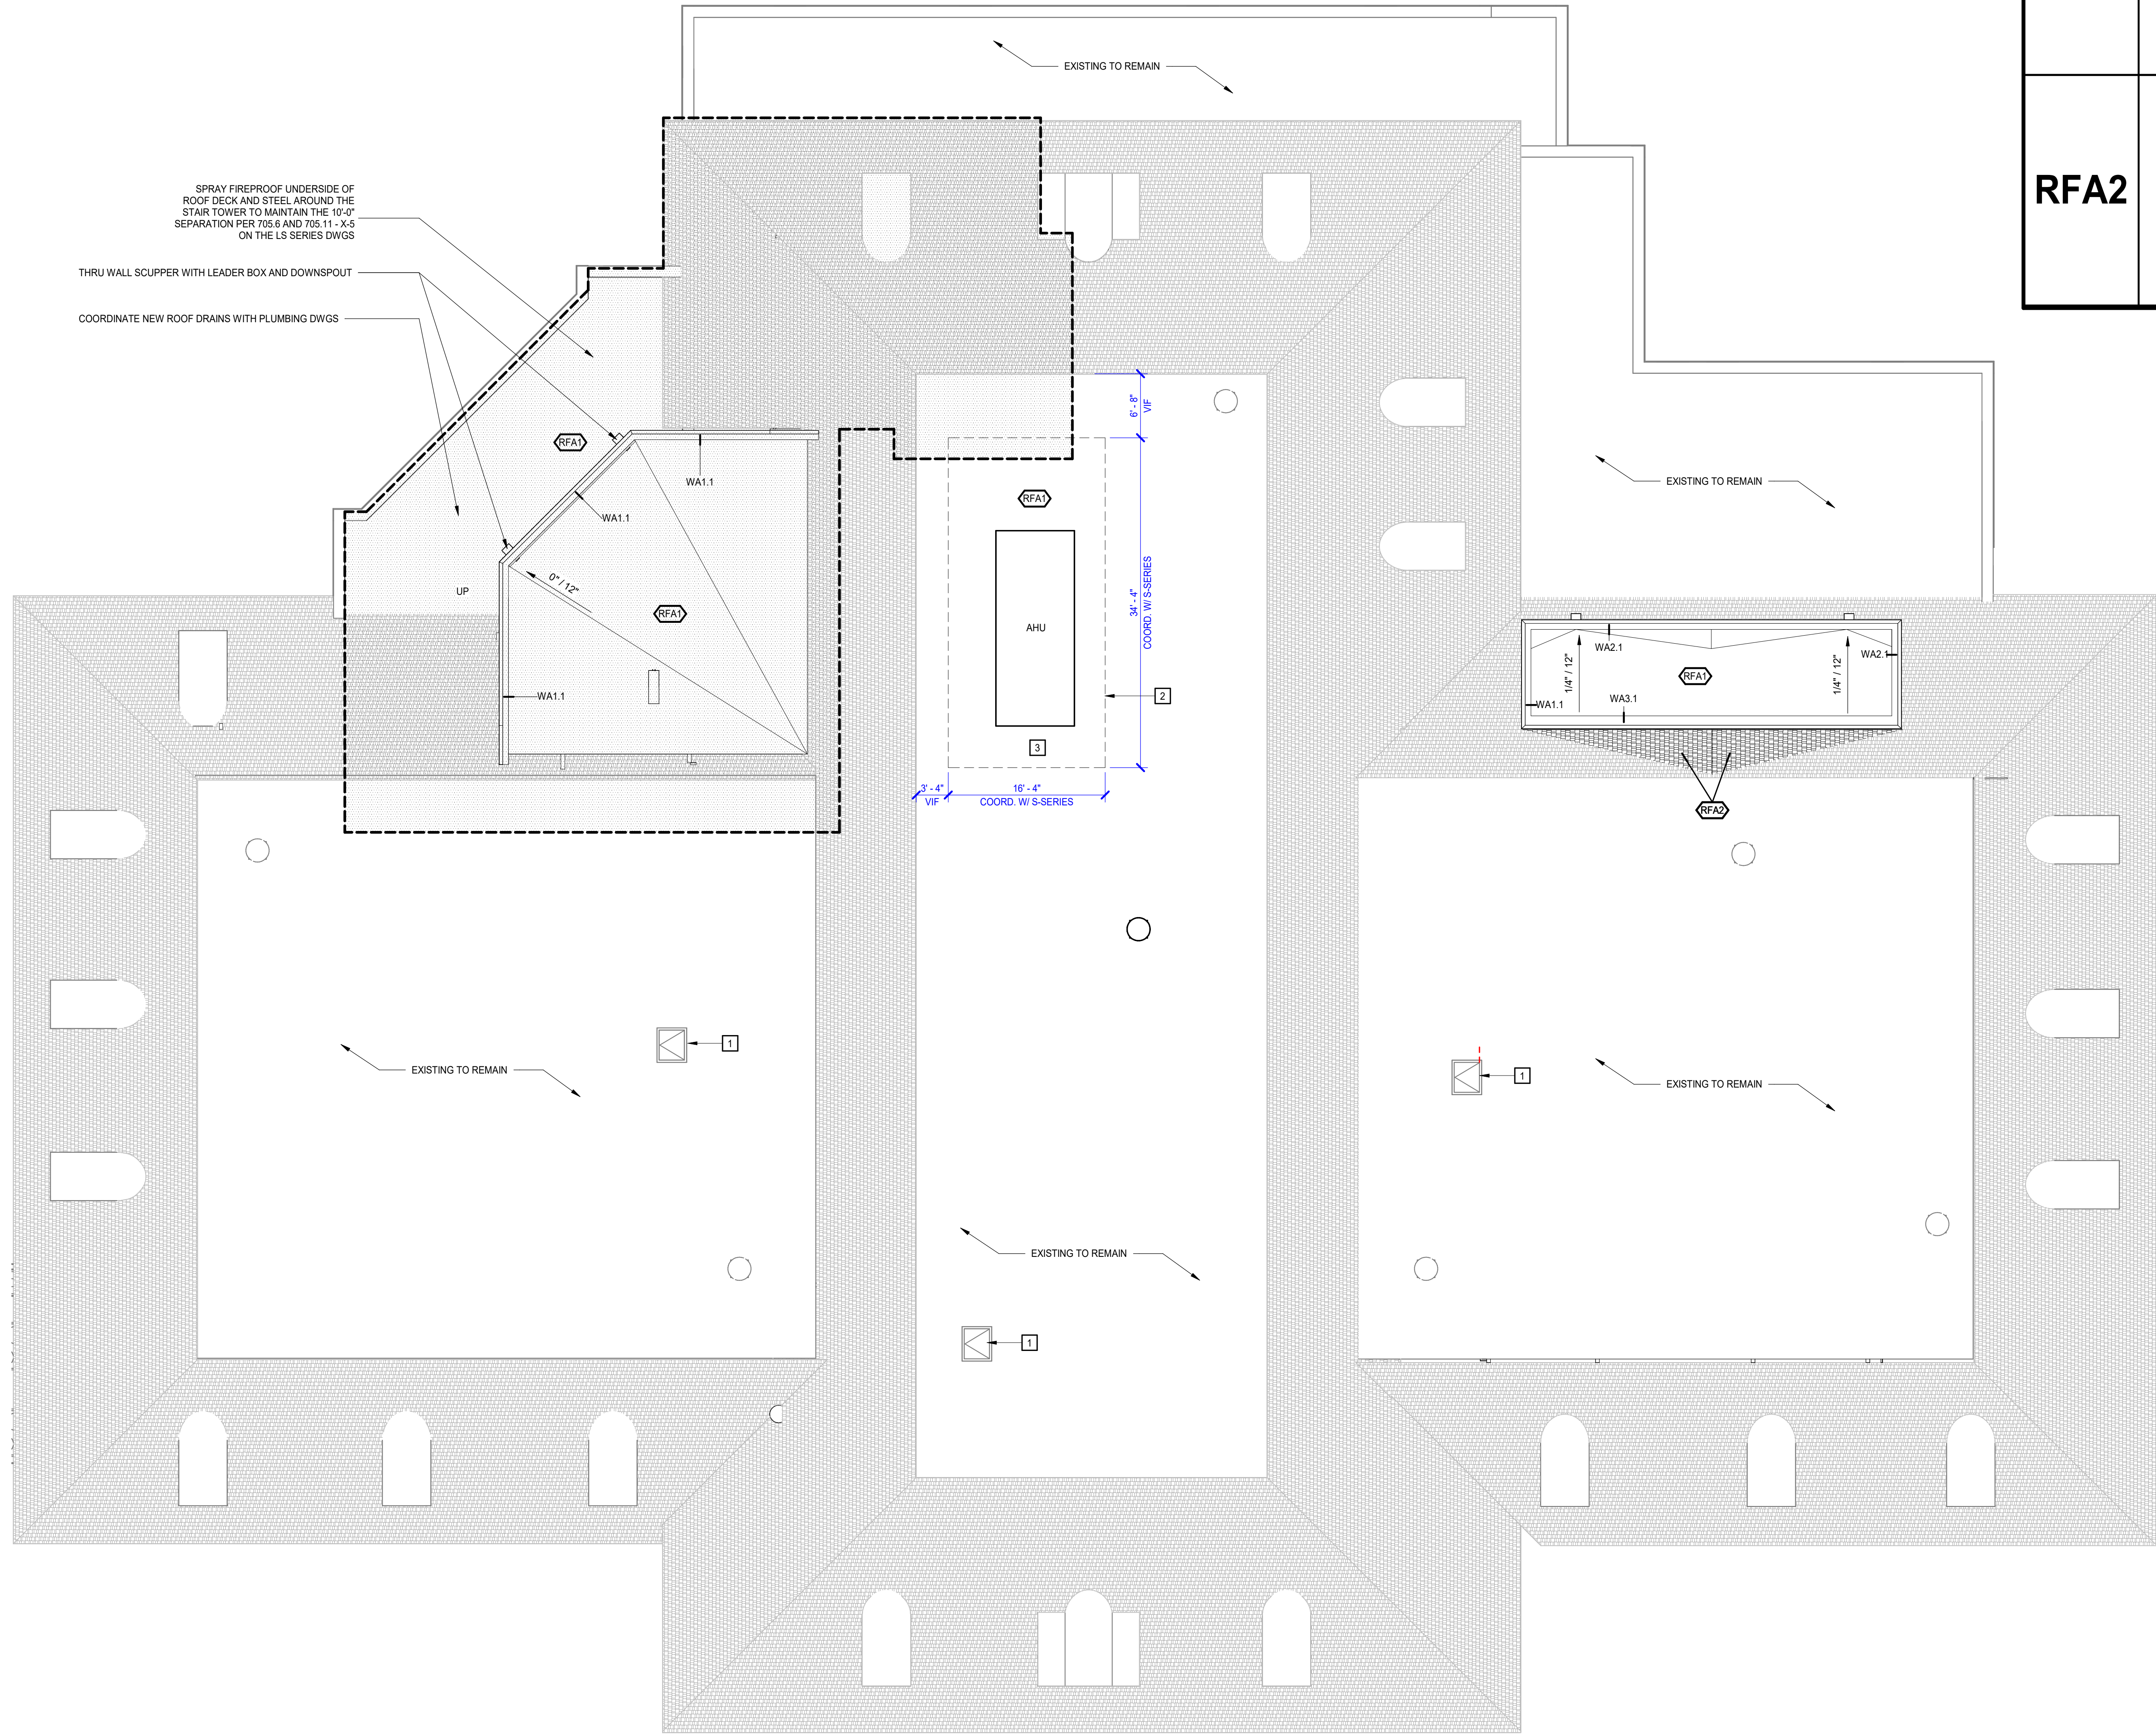 EXISTING TO REMAIN
RFA2
SPRAY FIREPROOF UNDERSIDE OF
ROOF DECK AND STEEL AROUND THE
STAIR TOWER TO MAINTAIN THE 10'-0"
SEPARATION PER 705.6 AND 705.11 - X-5
ON THE LS SERIES DWGS
THRU WALL SCUPPER WITH LEADER BOX AND DOWNSPOUT
COORDINATE NEW ROOF DRAINS WITH PLUMBING DWGS
6' - 8"
VIF
RFA1
WA1.1
EXISTING TO REMAIN
RFA1
WA1.1
0" / 12"
UP
RFA1
34' - 4"
COORD. W/ S-SERIES
AHU
WA1.1
2
3
3' - 4"
VIF
16' - 4"
COORD. W/ S-SERIES
WA2.1
WA2.1
1/4" / 12"
1/4" / 12"
RFA1
WA1.1
WA3.1
RFA2
1
EXISTING TO REMAIN
1
EXISTING TO REMAIN
EXISTING TO REMAIN
1